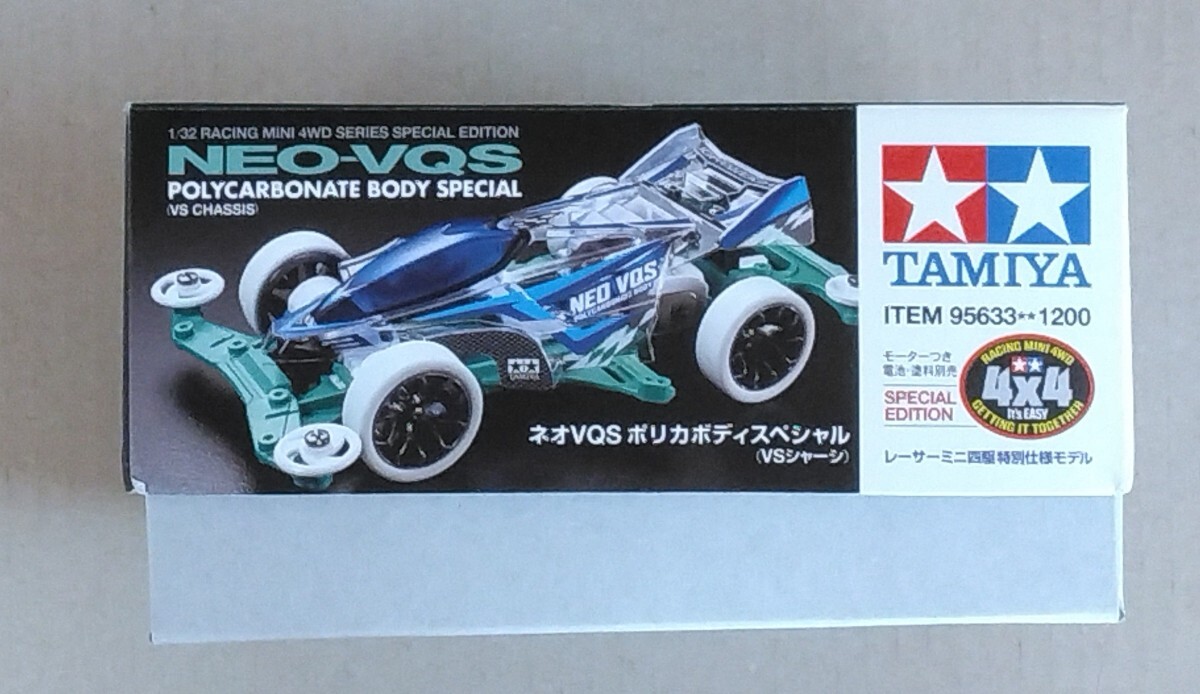 1/32 RACING MINI 4WD SERIES SPECIAL EDITION
NEO-VQS
POLYCARBONATE BODY SPECIAL
(VS CHASSIS)
NEO VQS
POLYCARBONATE BODY
TAMIYA
ネオVQS ポリカボディスペシャル
(VSシャーシ)
TAMIYA
ITEM 95633**1200
モーターつき
電池・塗料別売
SPECIAL
EDITION
RACING MINI 4WD
4x4
It's EASY
GETTING IT TOGETHER
レーサーミニ四駆 特別仕様モデル